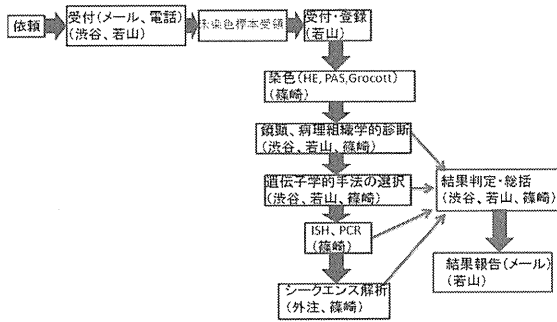 依頼
受付(メール、電話)
(渋谷、若山)
未染色標本受領
受付・登録
(若山)
染色(HE, PAS,Grocott)
(篠崎)
鏡顕、病理組織学的診断
(渋谷、若山、篠崎)
遺伝子学的手法の選択
(渋谷、若山、篠崎)
ISH、PCR
(篠崎)
シークエンス解析
(外注、篠崎)
結果判定・総括
(渋谷、若山、篠崎)
結果報告(メール)
(若山)